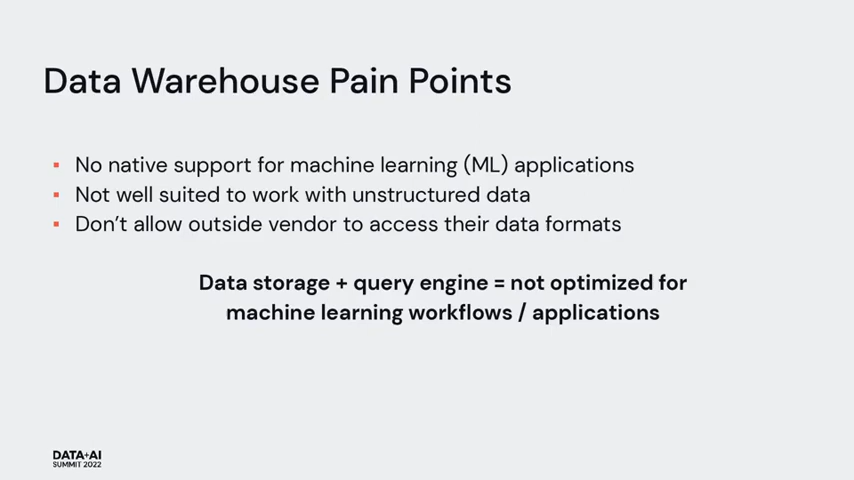 Data Warehouse Pain Points
▪ No native support for machine learning (ML) applications
▪ Not well suited to work with unstructured data
▪ Don’t allow outside vendor to access their data formats
Data storage + query engine = not optimized for
machine learning workflows / applications
DATA+AI
SUMMIT 2022